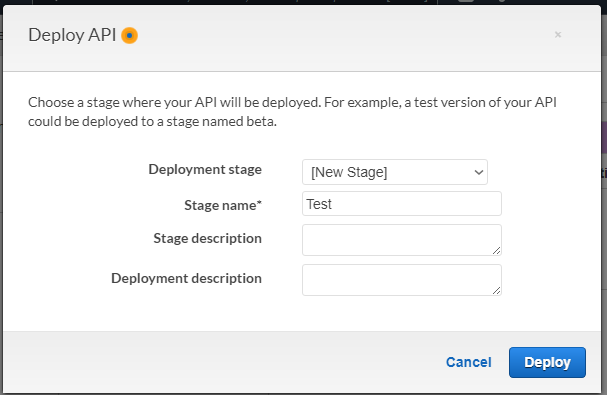 Deploy API
Choose a stage where your API will be deployed. For example, a test version of your API
could be deployed to a stage named beta.
Deployment stage [New Stage]
Stage name* Test
Stage description
Deployment description
Cancel Deploy